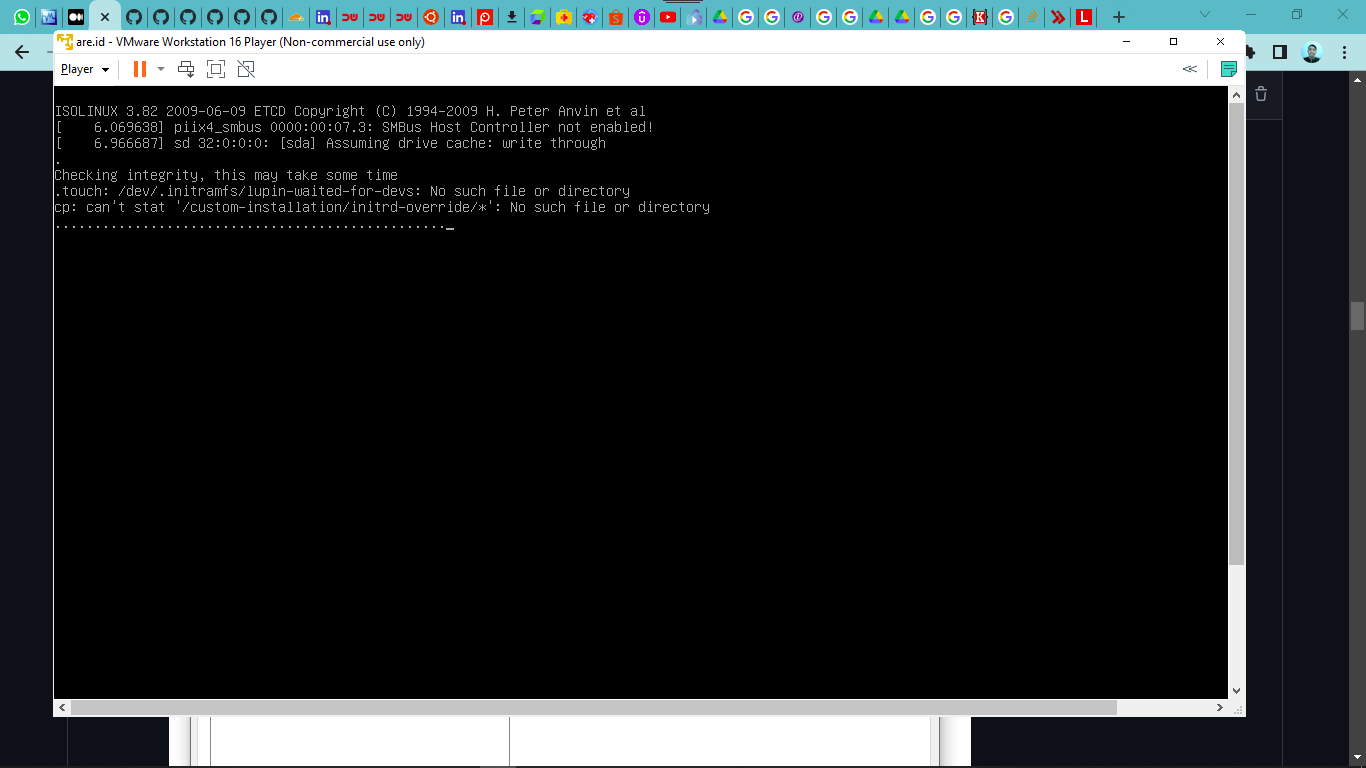 are.id - VMware Workstation 16 Player (Non-commercial use only)
Player
ISOLINUX 3.82 2009-06-09 ETCD Copyright (C) 1994-2009 H. Peter Anvin et al
[    6.069638] piix4_smbus 0000:00:07.3: SMBus Host Controller not enabled!
[    6.966687] sd 32:0:0:0: [sda] Assuming drive cache: write through
.
Checking integrity, this may take some time
.touch: /dev/.initramfs/lupin-waited-for-devs: No such file or directory
cp: can't stat '/custom-installation/initrd-override/*': No such file or directory
................................................._